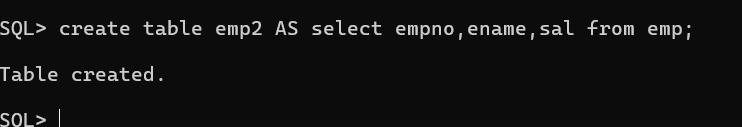 SQL> create table emp2 AS select empno,ename,sal from emp;
Table created.
SQL>